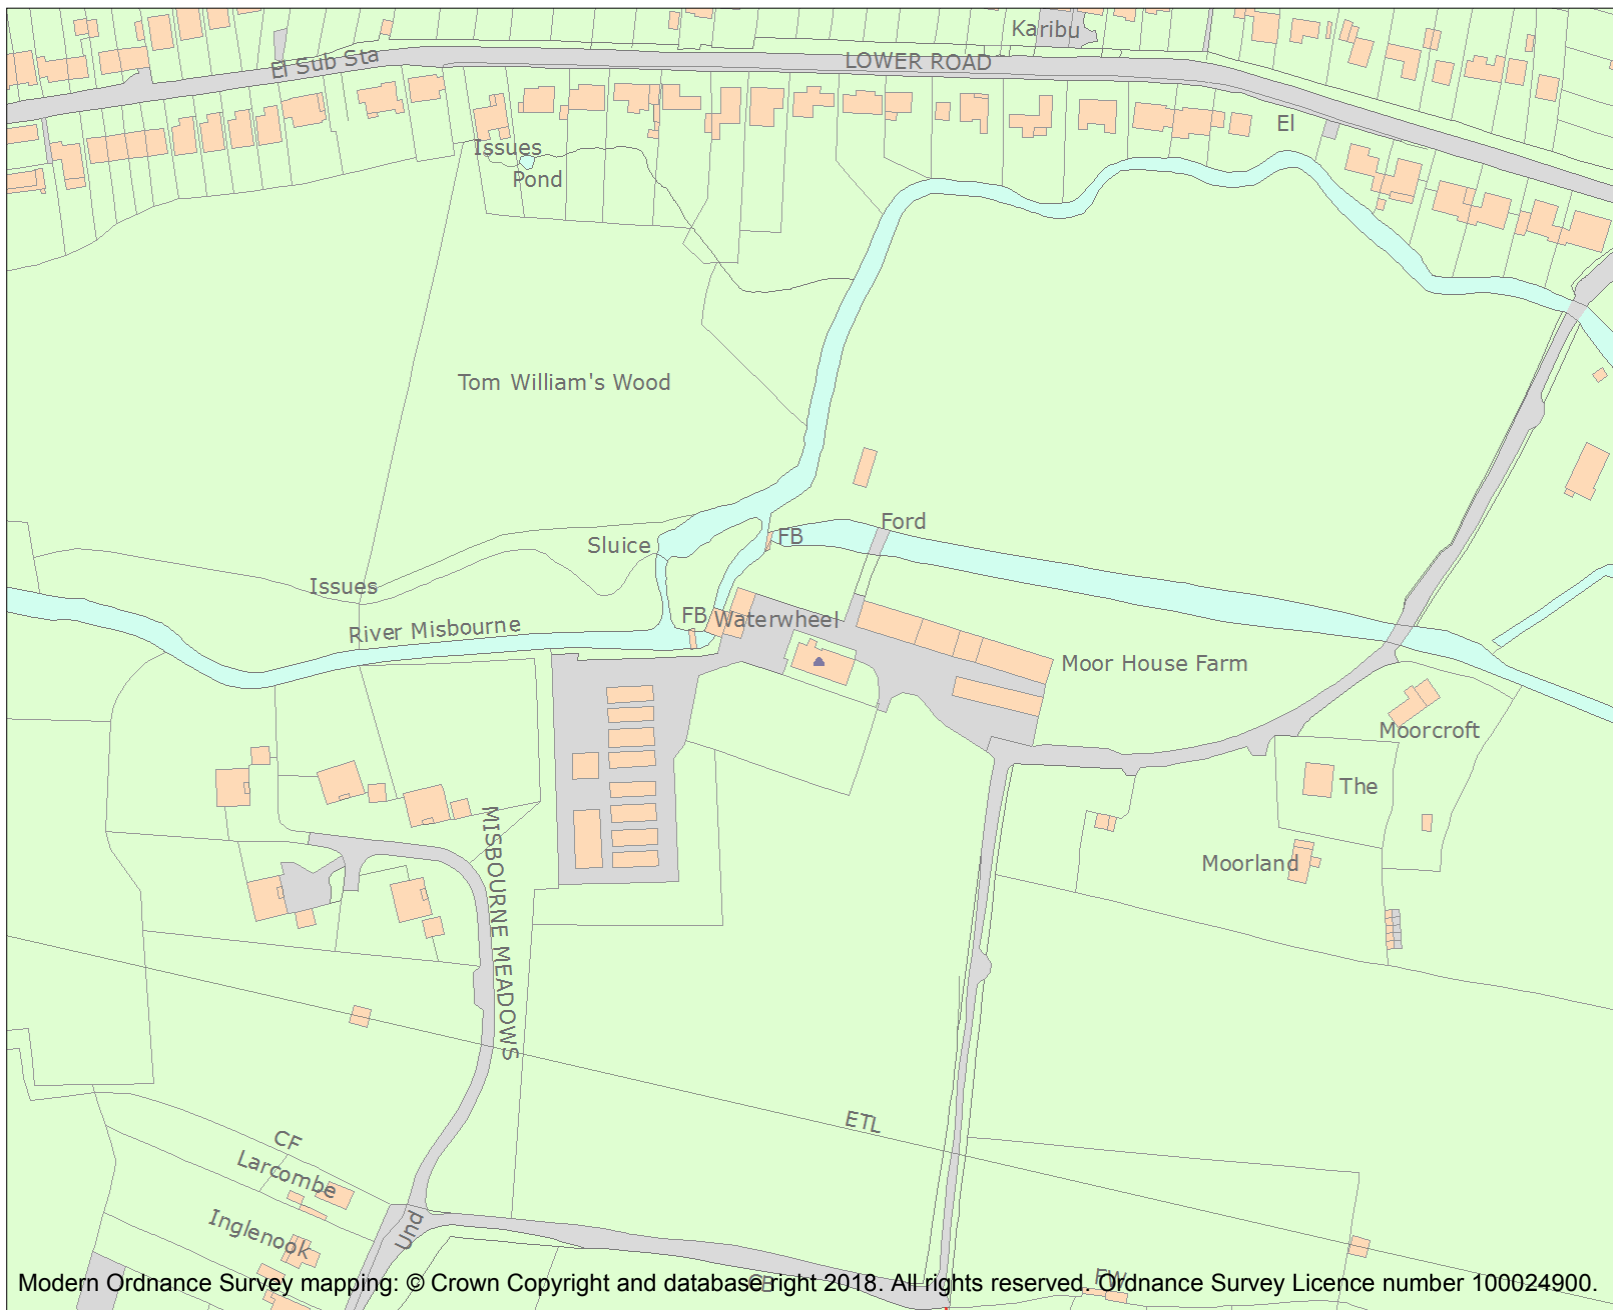 Karibu
El Sub Sta
LOWER ROAD
El
Issues
Pond
Tom William's Wood
Ford
FB
Sluice
Issues
FB
Waterwheel
River Misbourne
Moor House Farm
Moorcroft
The
MISBOURNE MEADOWS
Moorland
ETL
CF
Larcombe
Inglenook
Und
CB
FW
Modern Ordnance Survey mapping: © Crown Copyright and database right 2018. All rights reserved. Ordnance Survey Licence number 100024900.